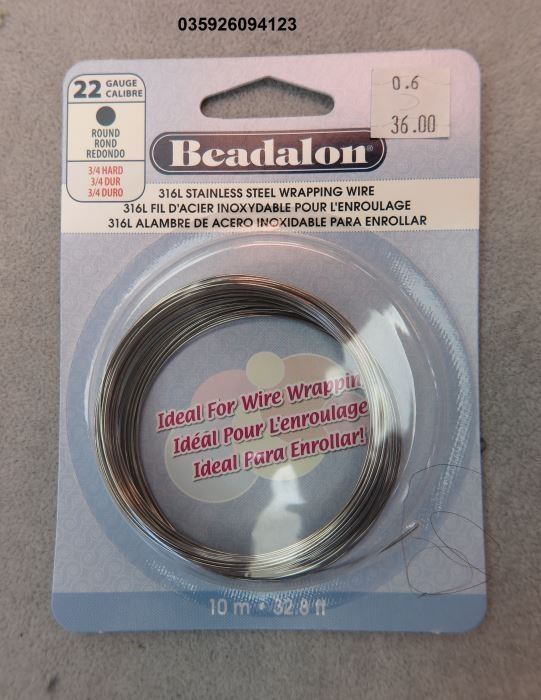 035926094123
22 GAUGE
CALIBRE
ROUND
ROND
REDONDO
3/4 HARD
3/4 DUR
3/4 DURO
0.6
36.00
Beadalon®
316L STAINLESS STEEL WRAPPING WIRE
316L FIL D'ACIER INOXYDABLE POUR L'ENROULAGE
316L ALAMBRE DE ACERO INOXIDABLE PARA ENROLLAR
Ideal For Wire Wrappin
Idéal Pour L'enroulage
Ideal Para Enrollar!
10 m • 32.8 ft